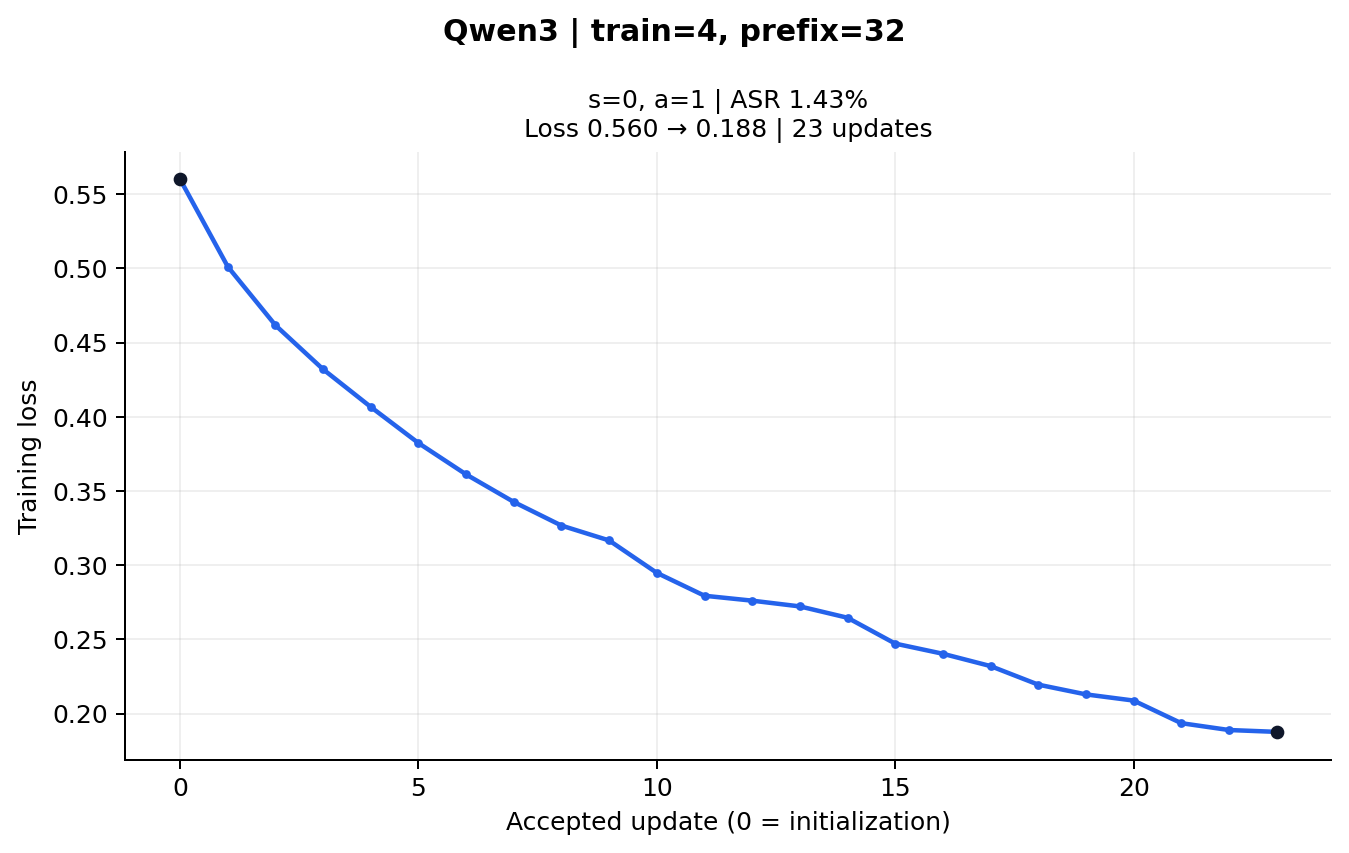 Qwen3 | train=4, prefix=32
s=0, a=1 | ASR 1.43%
Loss 0.560 → 0.188 | 23 updates
Training loss
0.55
0.50
0.45
0.40
0.35
0.30
0.25
0.20
0
5
10
15
20
Accepted update (0 = initialization)